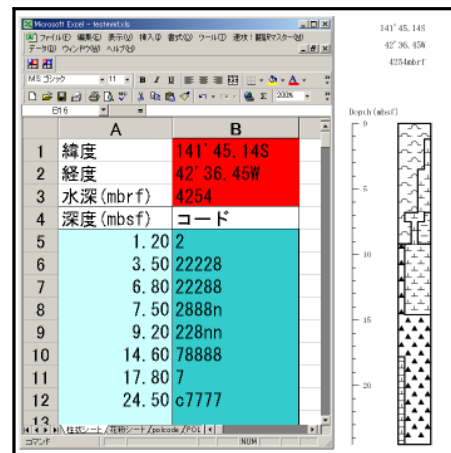 Microsoft Excel - testnvnt.xls
ファイル(F) 編集(E) 表示(V) 挿入(I) 書式(O) ツール(T) 速攻!翻訳マスター(W)
データ(D) ウィンドウ(W) ヘルプ(H)
MS ゴシック 11 B I U
200%
B16 =
A B
1 緯度 141ﾟ45.14S
2 経度 42ﾟ36.45W
3 水深(mbrf) 4254
4 深度(mbsf) コード
5 1.20 2
6 3.50 22228
7 6.80 22288
8 7.50 2888n
9 9.20 228nn
10 14.60 78888
11 17.80 7
12 24.50 c7777
13
柱状シート / 花粉シート / polcode / POL
コマンド NUM
141ﾟ45.14S
42ﾟ36.45W
4254mbrf
Depth (mbsf)
0
5
10
15
20